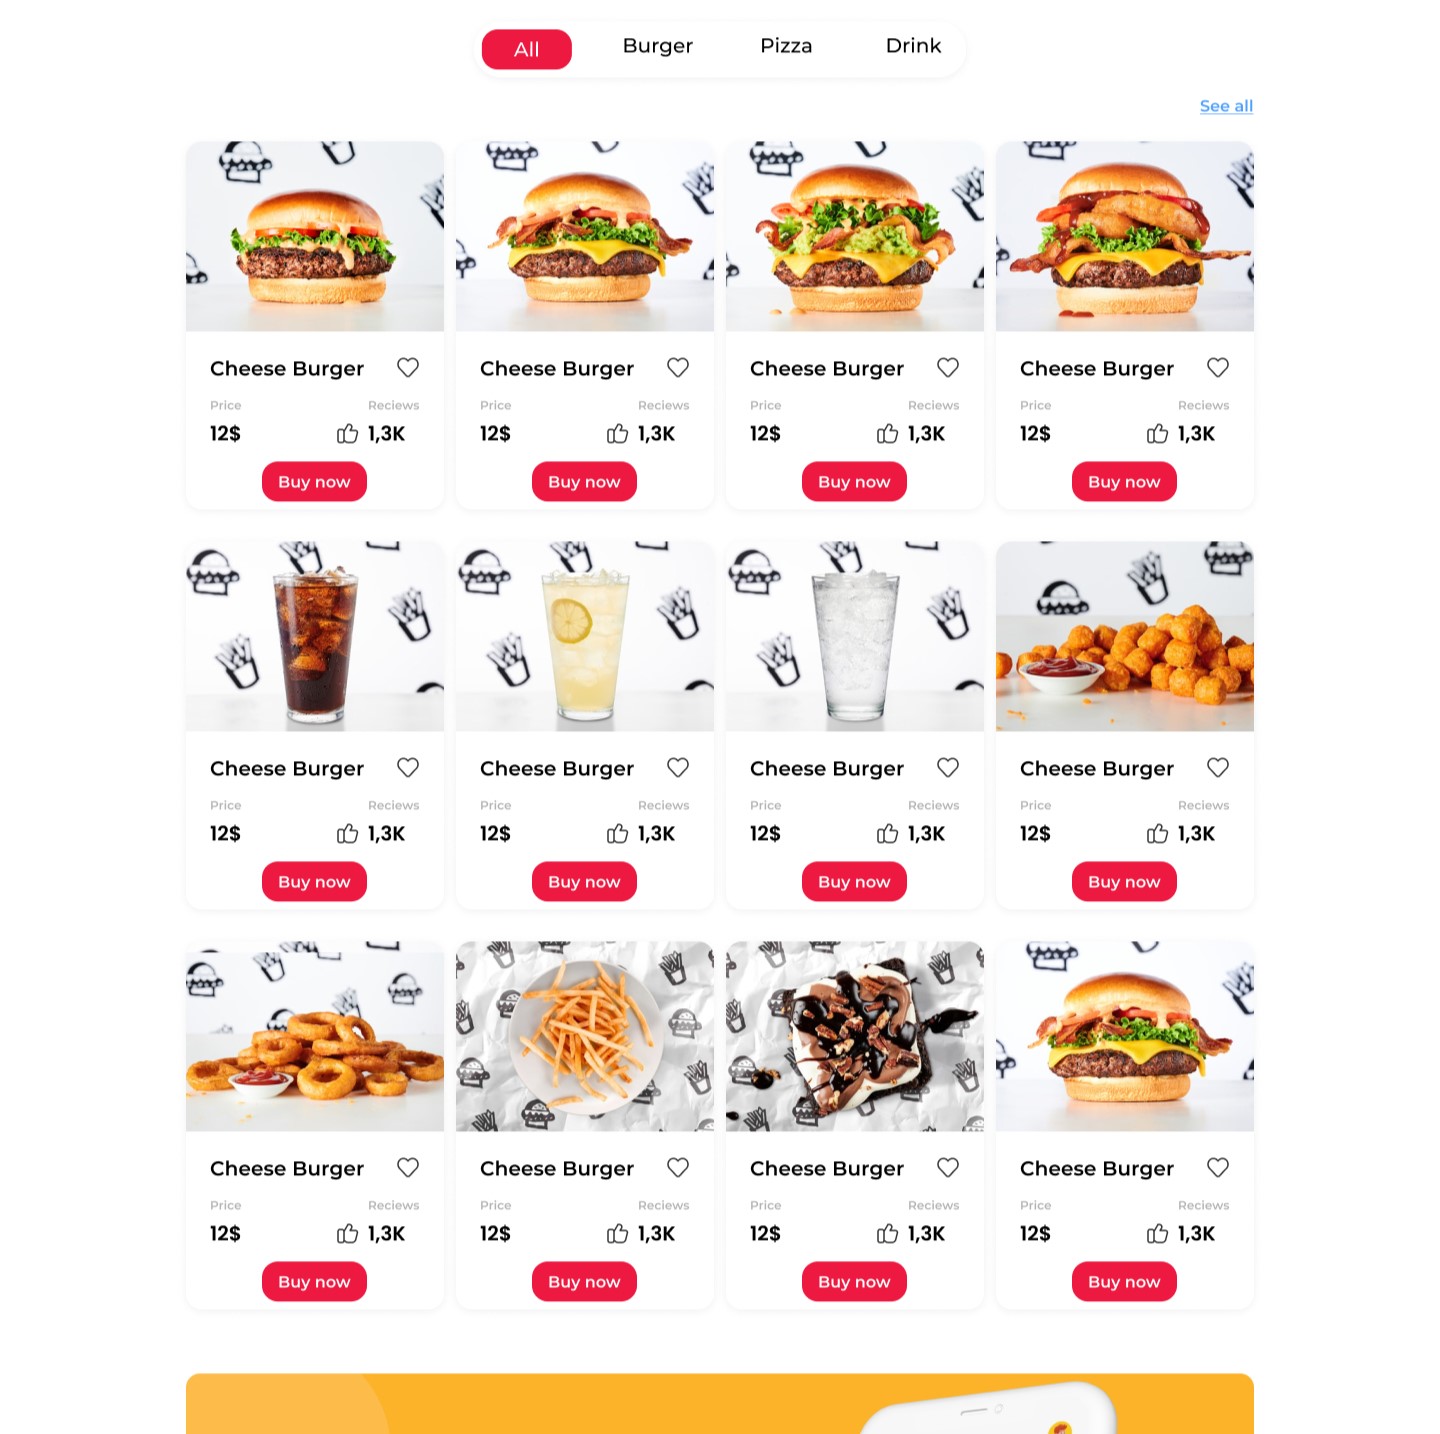 All Burger Pizza Drink
See all
Cheese Burger Cheese Burger Cheese Burger Cheese Burger
Price Reciews Price Reciews Price Reciews Price Reciews
12$ 1,3K 12$ 1,3K 12$ 1,3K 12$ 1,3K
Buy now Buy now Buy now Buy now
Cheese Burger Cheese Burger Cheese Burger Cheese Burger
Price Reciews Price Reciews Price Reciews Price Reciews
12$ 1,3K 12$ 1,3K 12$ 1,3K 12$ 1,3K
Buy now Buy now Buy now Buy now
Cheese Burger Cheese Burger Cheese Burger Cheese Burger
Price Reciews Price Reciews Price Reciews Price Reciews
12$ 1,3K 12$ 1,3K 12$ 1,3K 12$ 1,3K
Buy now Buy now Buy now Buy now